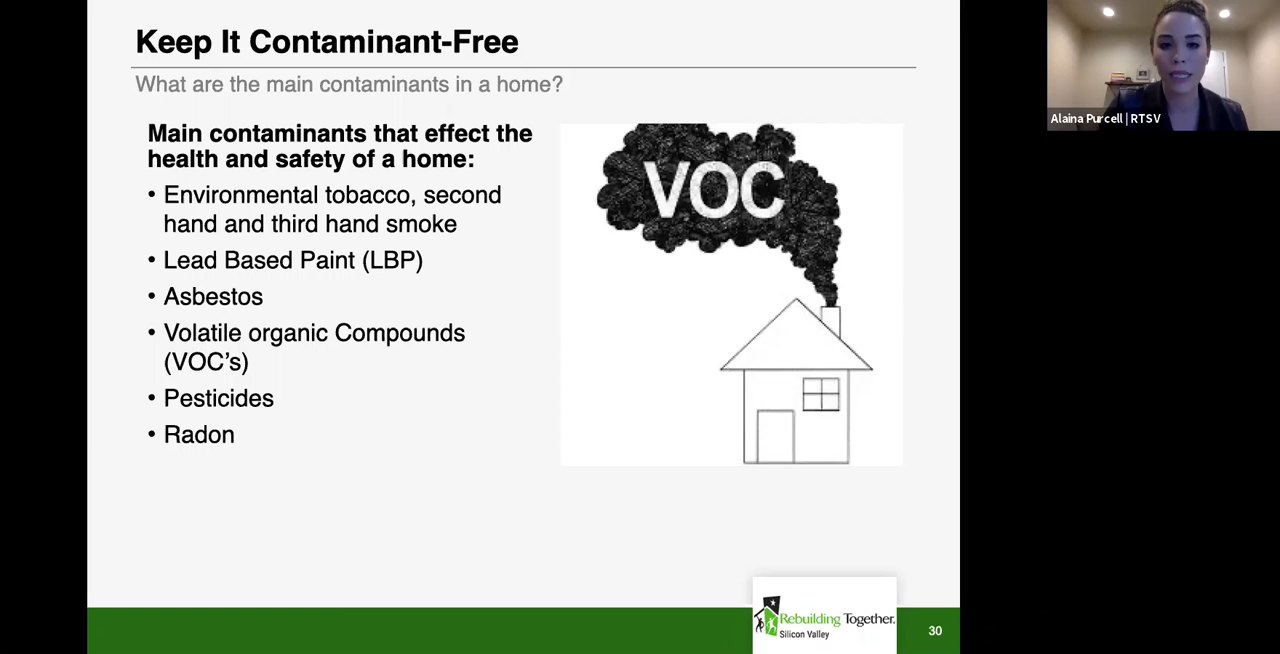 Keep It Contaminant-Free
What are the main contaminants in a home?
Main contaminants that effect the
health and safety of a home:
• Environmental tobacco, second
hand and third hand smoke
• Lead Based Paint (LBP)
• Asbestos
• Volatile organic Compounds
(VOC’s)
• Pesticides
• Radon
VOC
Rebuilding Together.
Silicon Valley
30
Alaina Purcell | RTSV